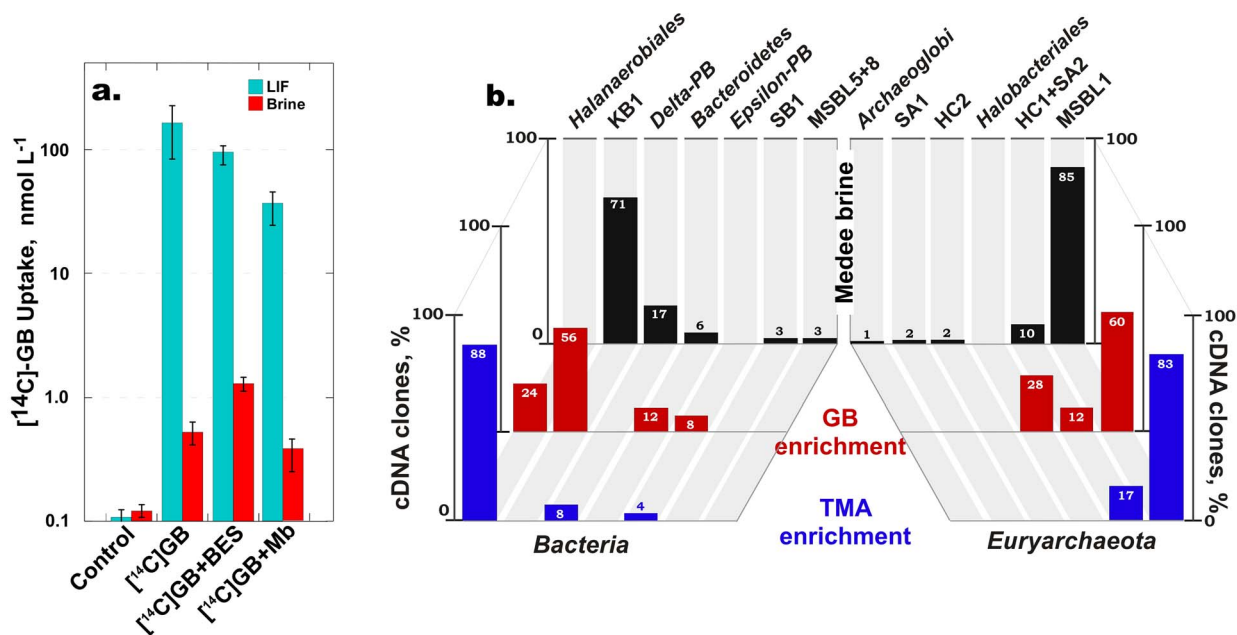 a.
LIF
Brine
[¹⁴C]-GB Uptake, nmol L⁻¹
100
10
1.0
0.1
Control
[¹⁴C]GB
[¹⁴C]GB+BES
[¹⁴C]GB+Mb
b.
Halanaerobiales
KB1
Delta-PB
Bacteroidetes
Epsilon-PB
SB1
MSBL5+8
Archaeoglobi
SA1
HC2
Halobacteriales
HC1+SA2
MSBL1
100
100
71
17
6
3
3
Medee brine
1
2
2
10
85
0
100
100
24
56
12
8
GB
enrichment
28
12
60
100
100
cDNA clones, %
cDNA clones, %
88
8
4
TMA
enrichment
17
83
0
0
Bacteria
Euryarchaeota